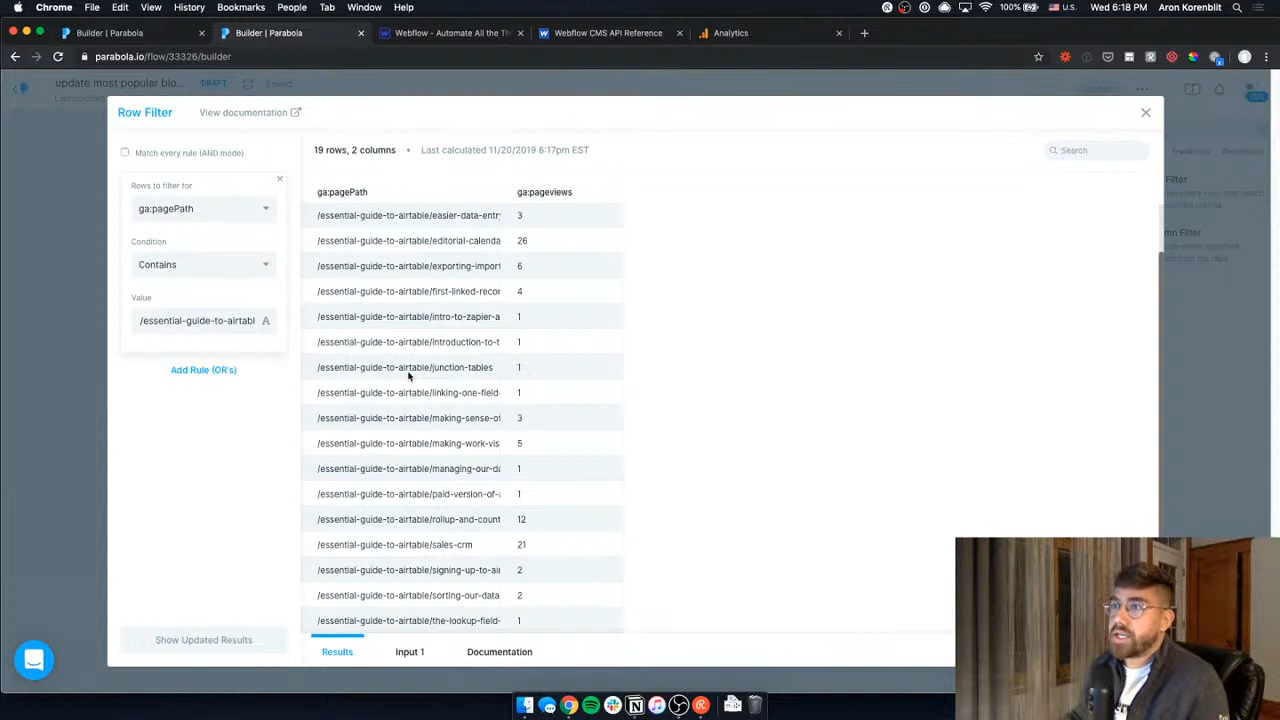 Chrome File Edit View History Bookmarks People Tab Window Help 100% U.S. Wed 6:18 PM Aron Korenblit
Builder | Parabola Builder | Parabola Webflow - Automate All the Th Webflow CMS API Reference Analytics
parabola.io/flow/33326/builder
update most popular blo... DRAFT Saved
Row Filter View documentation
Match every rule (AND mode) 19 rows, 2 columns • Last calculated 11/20/2019 6:17pm EST Search
Rows to filter for
ga:pagePath
Condition
Contains
Value
/essential-guide-to-airtabl A
Add Rule (OR's)
Show Updated Results
ga:pagePath ga:pageviews
/essential-guide-to-airtable/easier-data-entry 3
/essential-guide-to-airtable/editorial-calenda 26
/essential-guide-to-airtable/exporting-import 6
/essential-guide-to-airtable/first-linked-recor 4
/essential-guide-to-airtable/intro-to-zapier-a 1
/essential-guide-to-airtable/introduction-to-t 1
/essential-guide-to-airtable/junction-tables 1
/essential-guide-to-airtable/linking-one-field- 1
/essential-guide-to-airtable/making-sense-of 3
/essential-guide-to-airtable/making-work-vis 5
/essential-guide-to-airtable/managing-our-da 1
/essential-guide-to-airtable/paid-version-of- 1
/essential-guide-to-airtable/rollup-and-count 12
/essential-guide-to-airtable/sales-crm 21
/essential-guide-to-airtable/signing-up-to-air 2
/essential-guide-to-airtable/sorting-our-data 2
/essential-guide-to-airtable/the-lookup-field- 1
Results Input 1 Documentation
Filter
mn Filter